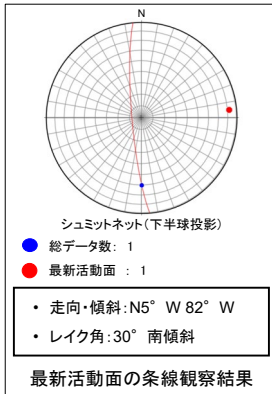 N
シュミットネット(下半球投影)
総データ数: 1
最新活動面 : 1
・ 走向・傾斜:N5° W 82° W
・ レイク角:30° 南傾斜
最新活動面の条線観察結果